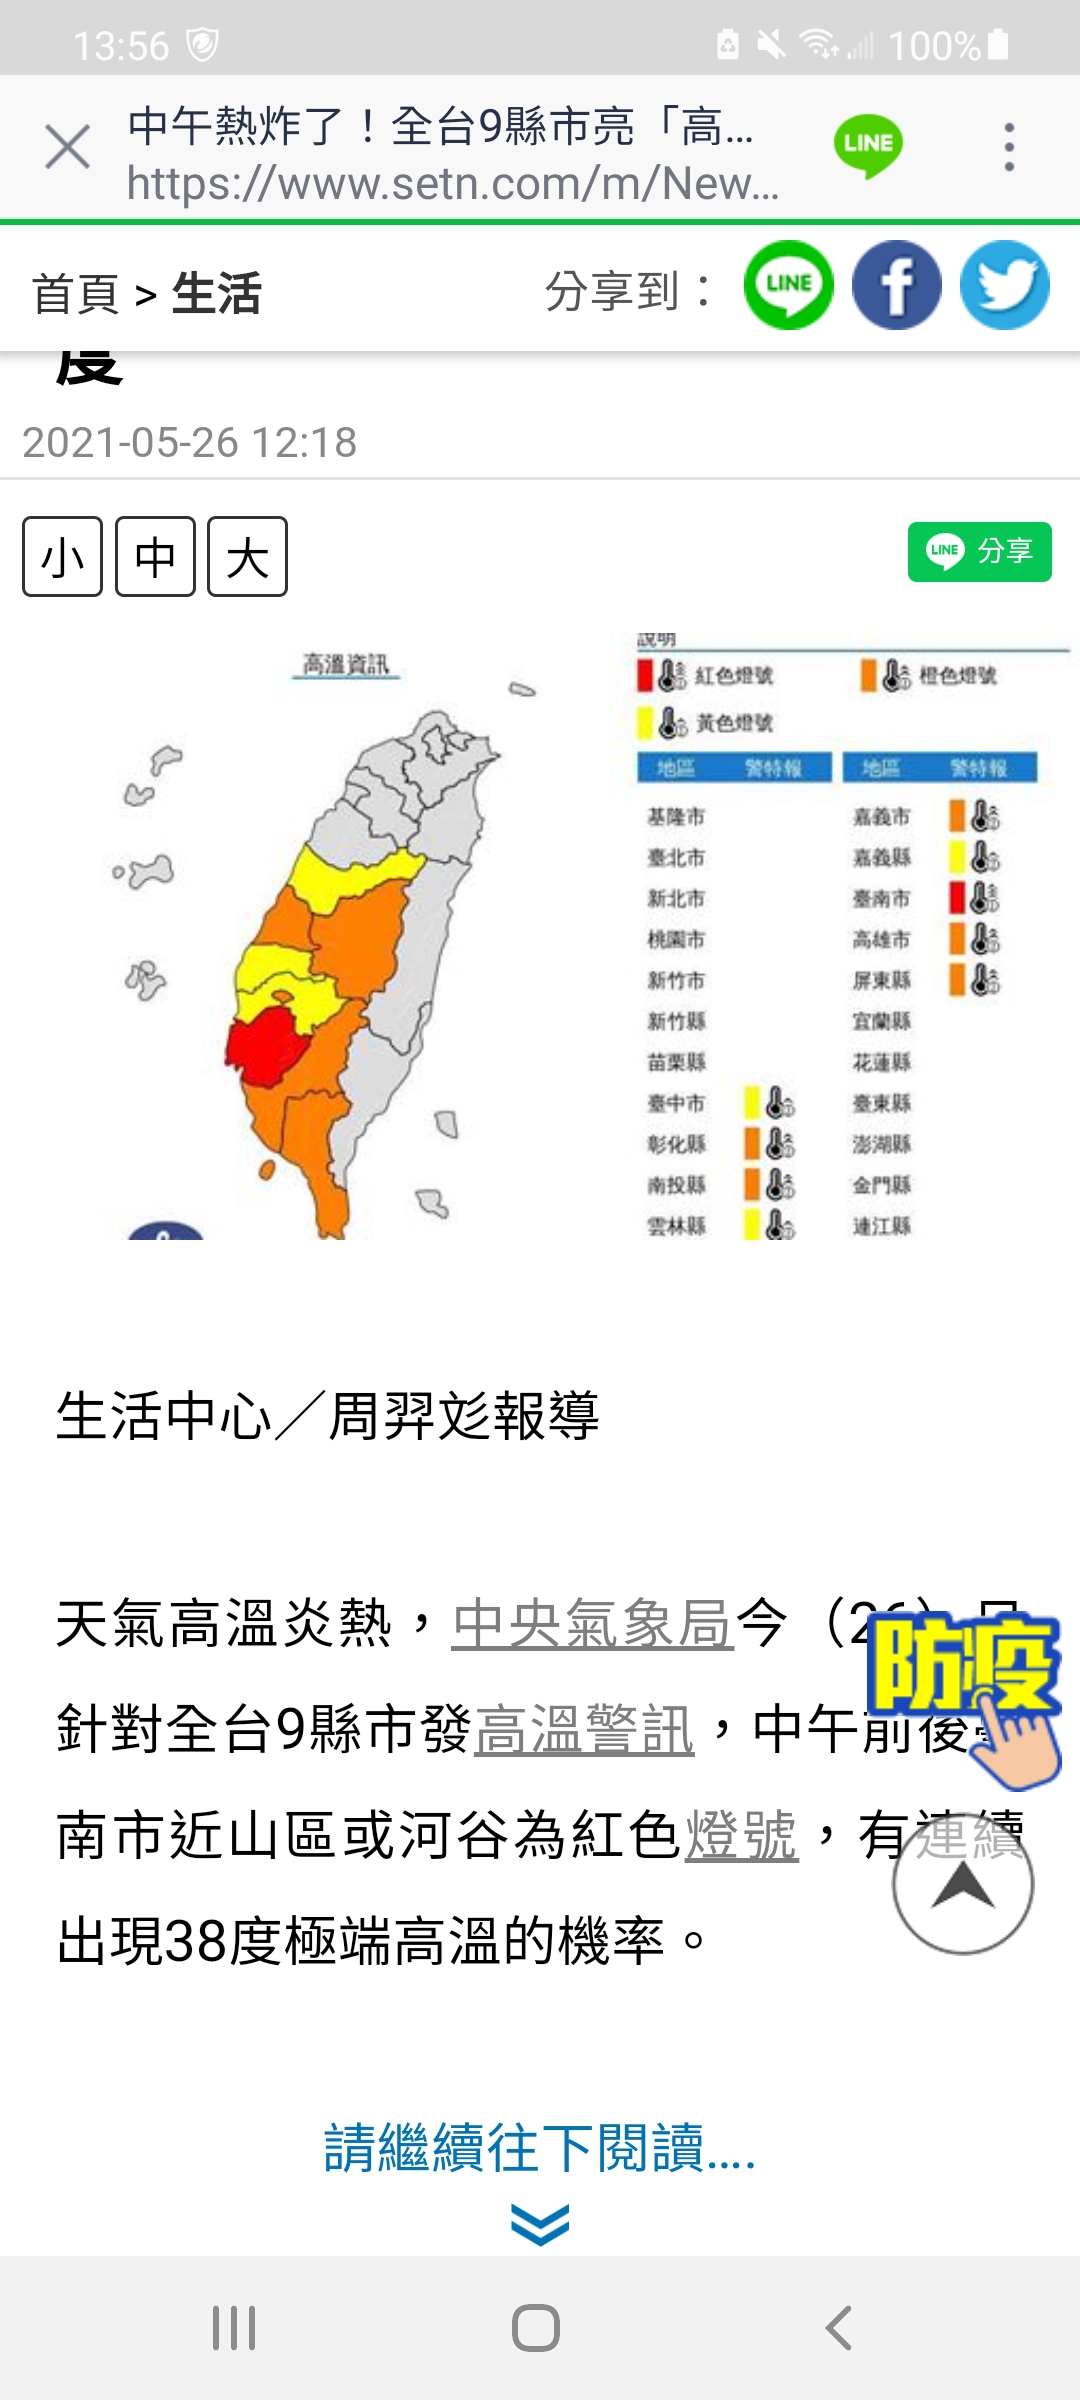 13:56
100%
中午熱炸了！全台9縣市亮「高...
https://www.setn.com/m/New...
LINE
首頁 > 生活
分享到：
LINE
度
2021-05-26 12:18
小 中 大
LINE 分享
高溫資訊
說明
紅色燈號 橙色燈號
黃色燈號
地區 警特報 地區 警特報
基隆市 嘉義市
臺北市 嘉義縣
新北市 臺南市
桃園市 高雄市
新竹市 屏東縣
新竹縣 宜蘭縣
苗栗縣 花蓮縣
臺中市 臺東縣
彰化縣 澎湖縣
南投縣 金門縣
雲林縣 連江縣
生活中心／周羿彣報導
天氣高溫炎熱，中央氣象局今（26）日
防疫
針對全台9縣市發高溫警訊，中午前後臺
南市近山區或河谷為紅色燈號，有連續
出現38度極端高溫的機率。
請繼續往下閱讀....